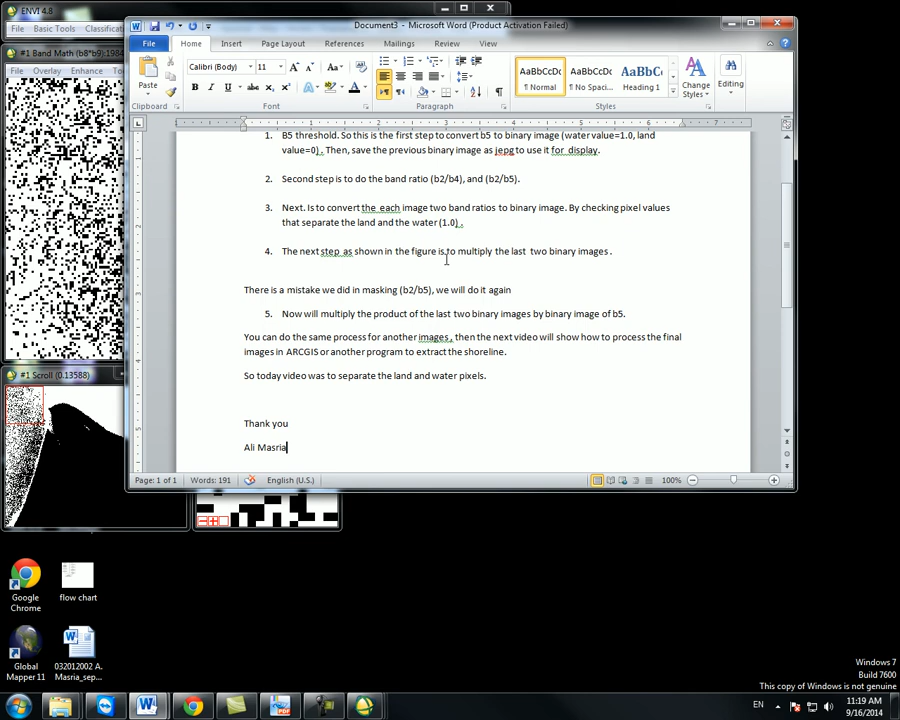 ENVI 4.8
File Basic Tools Classificat
#1 Band Math (b8*b9):1984
File Overlay Enhance
#1 Scroll (0.13588)
Document3 - Microsoft Word (Product Activation Failed)
File Home Insert Page Layout References Mailings Review View
Paste
Calibri (Body) 11
AaBbCcDc AaBbCcDc AaBbC
¶ Normal ¶ No Spaci... Heading 1
Change Styles
Editing
Clipboard Font Paragraph Styles
1. B5 threshold. So this is the first step to convert b5 to binary image (water value=1.0, land
value=0). Then, save the previous binary image as jepg to use it for display.
2. Second step is to do the band ratio (b2/b4), and (b2/b5).
3. Next. Is to convert the each image two band ratios to binary image. By checking pixel values
that separate the land and the water (1.0).
4. The next step as shown in the figure is to multiply the last two binary images.
There is a mistake we did in masking (b2/b5), we will do it again
5. Now will multiply the product of the last two binary images by binary image of b5.
You can do the same process for another images, then the next video will show how to process the final
images in ARCGIS or another program to extract the shoreline.
So today video was to separate the land and water pixels.
Thank you
Ali Masria
Page: 1 of 1 Words: 191 English (U.S.) 100%
Google Chrome
flow chart
Global Mapper 11
032012002 A. Masria_sep...
Windows 7
Build 7600
This copy of Windows is not genuine
EN
11:19 AM
9/16/2014